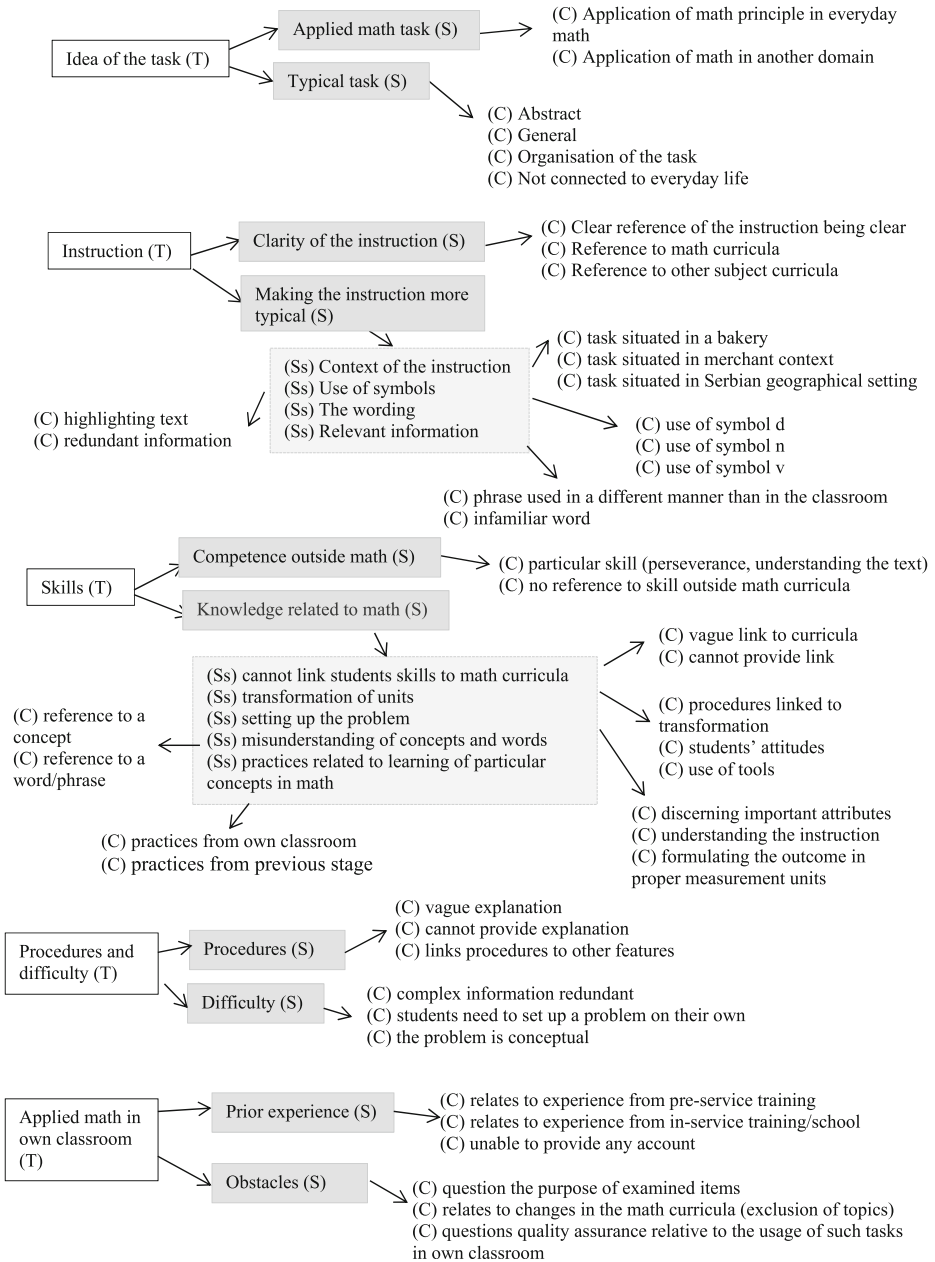 Idea of the task (T)
Applied math task (S)
(C) Application of math principle in everyday
math
(C) Application of math in another domain
Typical task (S)
(C) Abstract
(C) General
(C) Organisation of the task
(C) Not connected to everyday life
Instruction (T)
Clarity of the instruction (S)
(C) Clear reference of the instruction being clear
(C) Reference to math curricula
(C) Reference to other subject curricula
Making the instruction more
typical (S)
(Ss) Context of the instruction
(Ss) Use of symbols
(Ss) The wording
(Ss) Relevant information
(C) task situated in a bakery
(C) task situated in merchant context
(C) task situated in Serbian geographical setting
(C) highlighting text
(C) redundant information
(C) use of symbol d
(C) use of symbol n
(C) use of symbol v
(C) phrase used in a different manner than in the classroom
(C) infamiliar word
Skills (T)
Competence outside math (S)
(C) particular skill (perseverance, understanding the text)
(C) no reference to skill outside math curricula
Knowledge related to math (S)
(Ss) cannot link students skills to math curricula
(Ss) transformation of units
(Ss) setting up the problem
(Ss) misunderstanding of concepts and words
(Ss) practices related to learning of particular
concepts in math
(C) vague link to curricula
(C) cannot provide link
(C) procedures linked to
transformation
(C) students’ attitudes
(C) use of tools
(C) reference to a
concept
(C) reference to a
word/phrase
(C) discerning important attributes
(C) understanding the instruction
(C) formulating the outcome in
proper measurement units
(C) practices from own classroom
(C) practices from previous stage
Procedures and
difficulty (T)
Procedures (S)
(C) vague explanation
(C) cannot provide explanation
(C) links procedures to other features
Difficulty (S)
(C) complex information redundant
(C) students need to set up a problem on their own
(C) the problem is conceptual
Applied math in
own classroom
(T)
Prior experience (S)
(C) relates to experience from pre-service training
(C) relates to experience from in-service training/school
(C) unable to provide any account
Obstacles (S)
(C) question the purpose of examined items
(C) relates to changes in the math curricula (exclusion of topics)
(C) questions quality assurance relative to the usage of such tasks
in own classroom